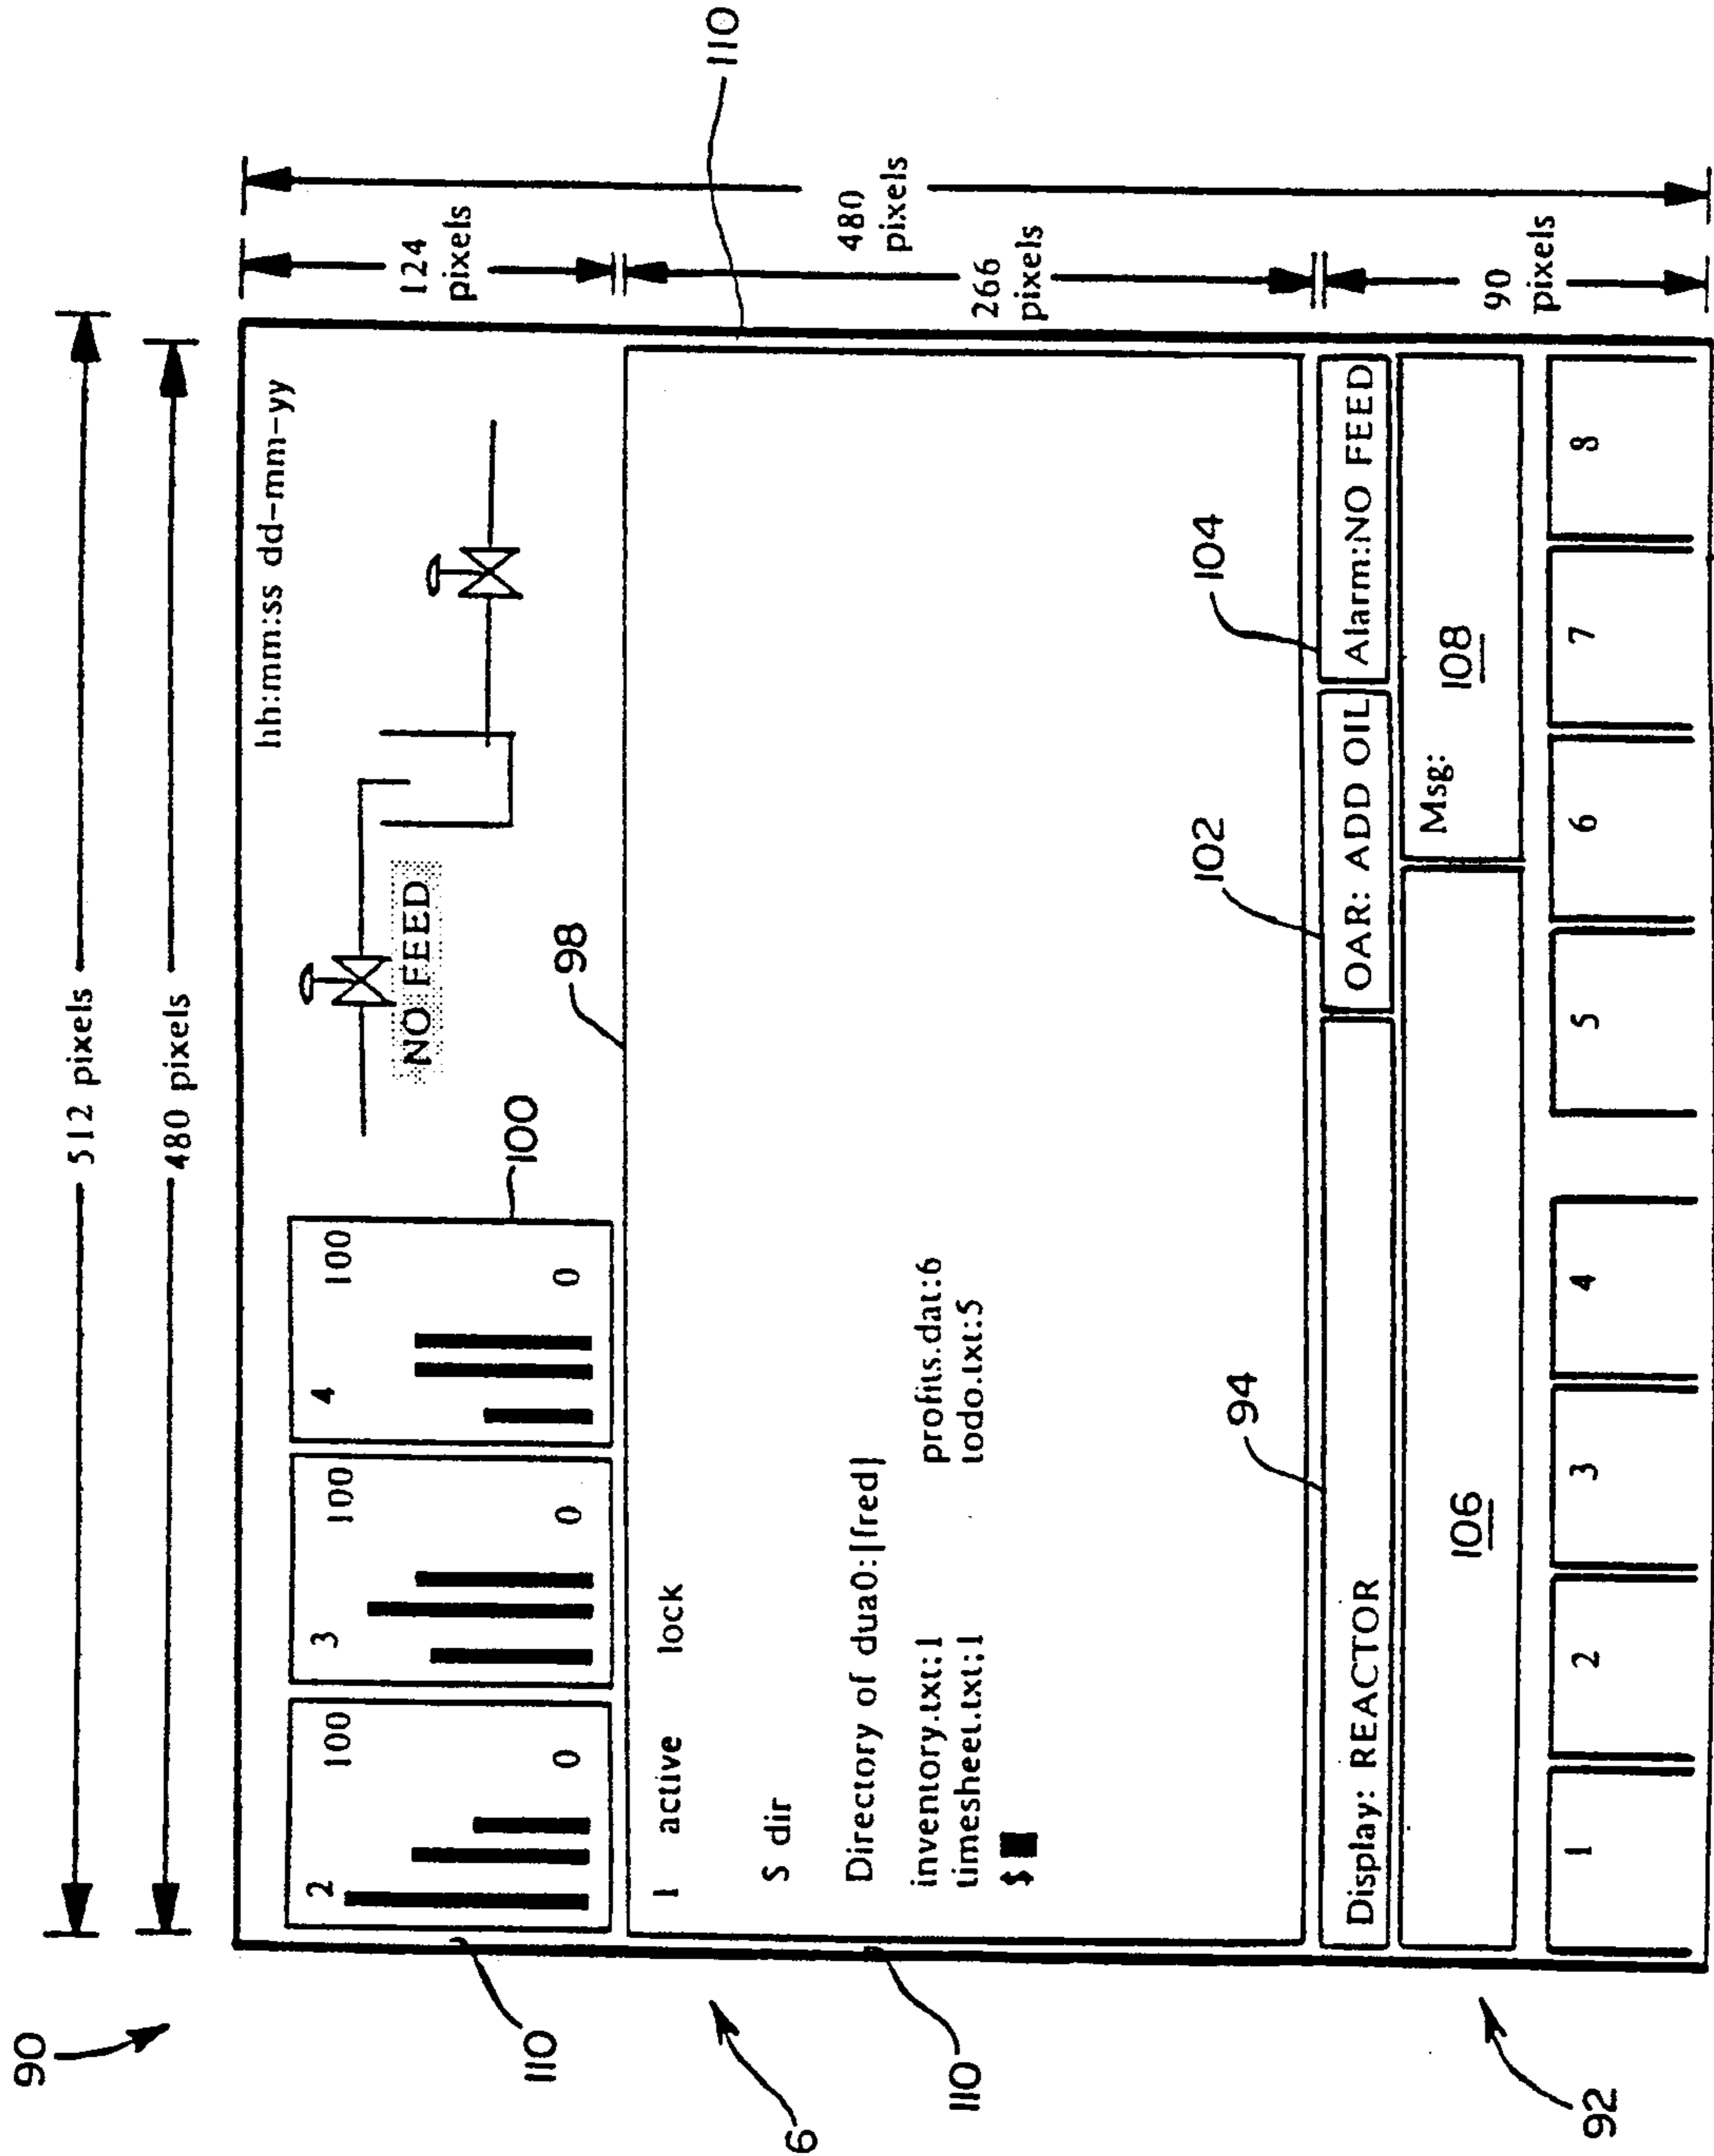 90
512 pixels
480 pixels
hh:mm:ss dd-mm-yy
2 100
0
3 100
0
4 100
0
100
NO FEED
98
110
110
110
6
124
pixels
480
pixels
266
pixels
90
pixels
1 active lock
$ dir
Directory of dua0:[fred]
inventory.txt:1 profits.dat:6
timesheet.txt:1 todo.txt:5
$
94
102
104
Display: REACTOR
OAR: ADD OIL
Alarm:NO FEED
106
Msg:
108
92
1 2 3 4 5 6 7 8